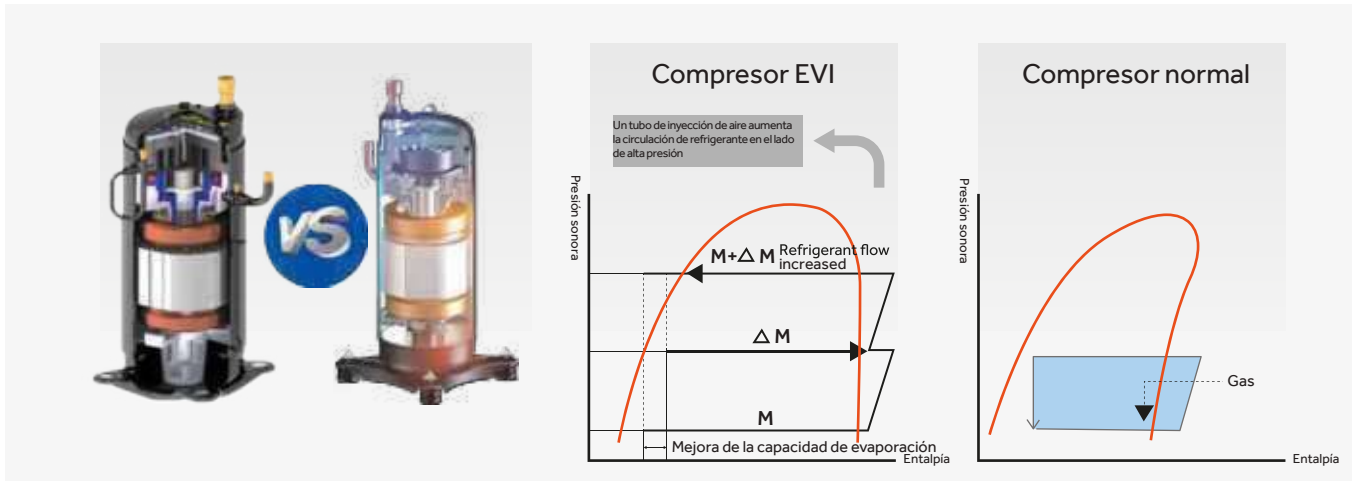 VS
Compresor EVI
Un tubo de inyección de aire aumenta
la circulación de refrigerante en el lado
de alta presión
Presión sonora
M+△ M
Refrigerant flow
increased
△ M
M
Mejora de la capacidad de evaporación
Entalpía
Compresor normal
Presión sonora
Gas
Entalpía